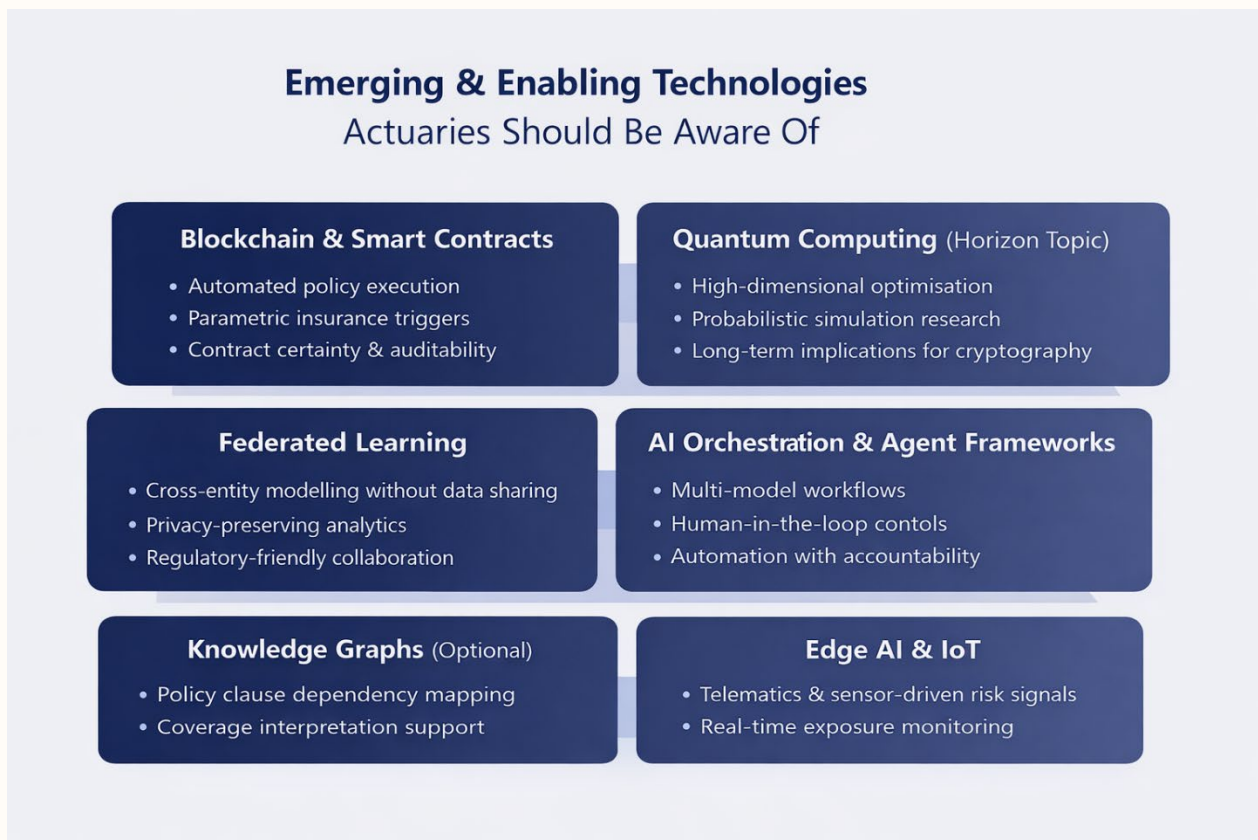 Emerging & Enabling Technologies
Actuaries Should Be Aware Of
Blockchain & Smart Contracts
• Automated policy execution
• Parametric insurance triggers
• Contract certainty & auditability
Quantum Computing (Horizon Topic)
• High-dimensional optimisation
• Probabilistic simulation research
• Long-term implications for cryptography
Federated Learning
• Cross-entity modelling without data sharing
• Privacy-preserving analytics
• Regulatory-friendly collaboration
AI Orchestration & Agent Frameworks
• Multi-model workflows
• Human-in-the-loop contols
• Automation with accountability
Knowledge Graphs (Optional)
• Policy clause dependency mapping
• Coverage interpretation support
Edge AI & IoT
• Telematics & sensor-driven risk signals
• Real-time exposure monitoring